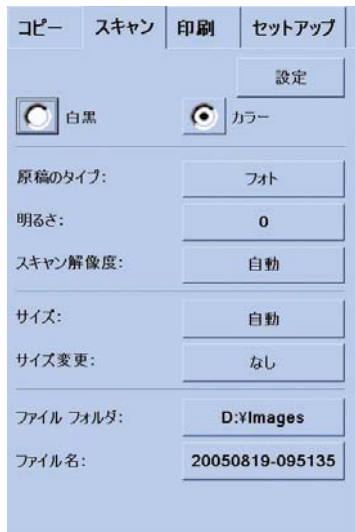 コピー スキャン 印刷 セットアップ
設定
白黒 カラー
原稿のタイプ: フォト
明るさ: 0
スキャン解像度: 自動
サイズ: 自動
サイズ変更: なし
ファイル フォルダ: D:¥Images
ファイル名: 20050819-095135